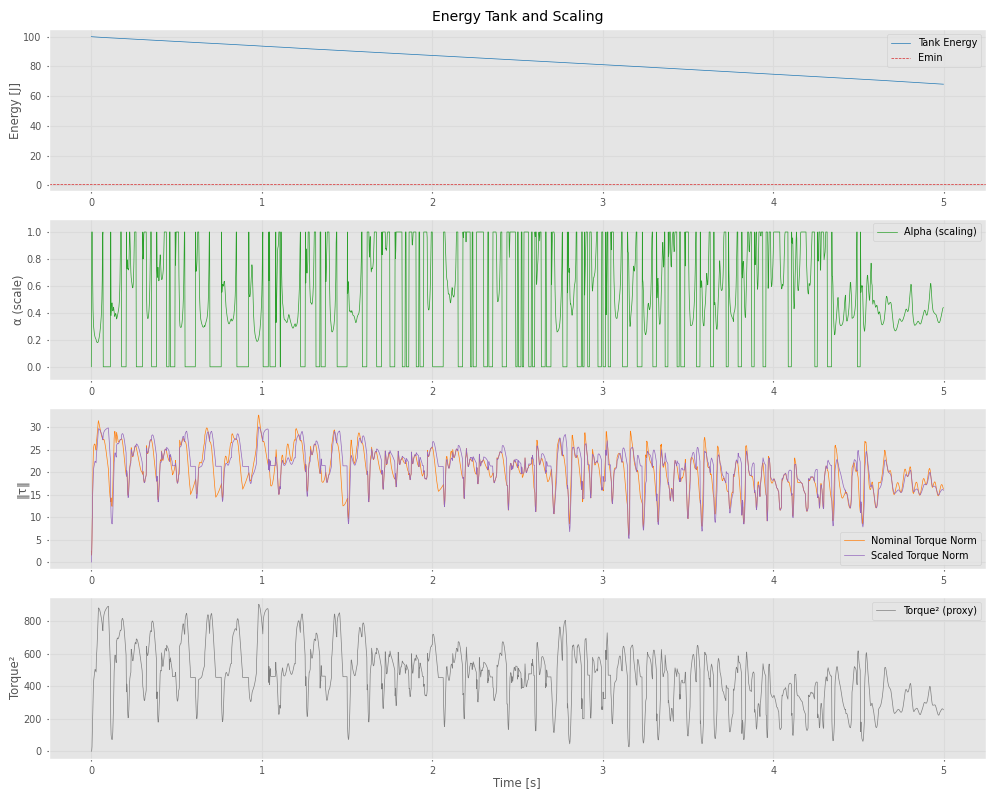 Energy Tank and Scaling
Energy [J]
100
80
60
40
20
0
Tank Energy
Emin
0 1 2 3 4 5
α (scale)
1.0
0.8
0.6
0.4
0.2
0.0
Alpha (scaling)
0 1 2 3 4 5
‖τ‖
30
25
20
15
10
5
0
Nominal Torque Norm
Scaled Torque Norm
0 1 2 3 4 5
Torque²
800
600
400
200
0
Torque² (proxy)
0 1 2 3 4 5
Time [s]